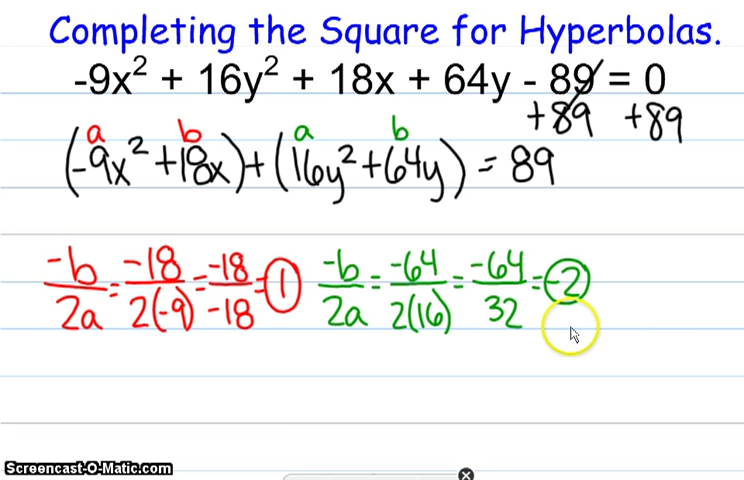 Completing the Square for Hyperbolas.
-9x² + 16y² + 18x + 64y - 89 = 0
+89 +89
a b a b
(-9x² + 18x) + (16y² + 64y) = 89
-b/2a = -18/2(-9) = -18/-18 = 1 -b/2a = -64/2(16) = -64/32 = -2
Screencast-O-Matic.com